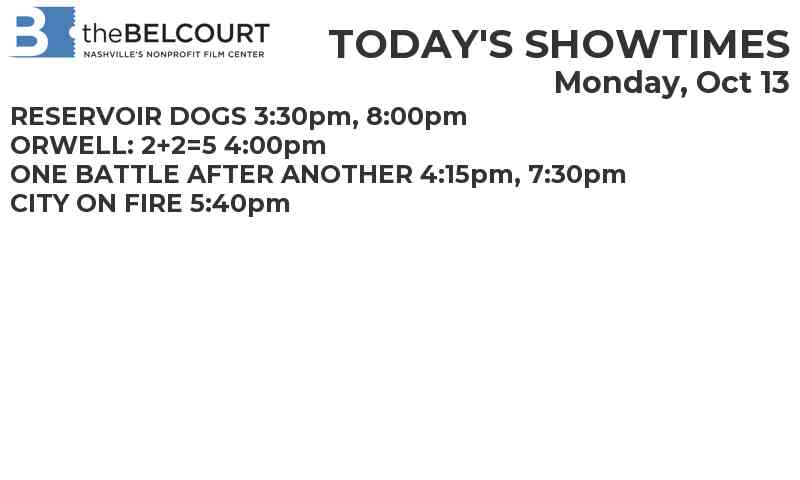 B theBELCOURT
NASHVILLE'S NONPROFIT FILM CENTER
TODAY'S SHOWTIMES
Monday, Oct 13
RESERVOIR DOGS 3:30pm, 8:00pm
ORWELL: 2+2=5 4:00pm
ONE BATTLE AFTER ANOTHER 4:15pm, 7:30pm
CITY ON FIRE 5:40pm